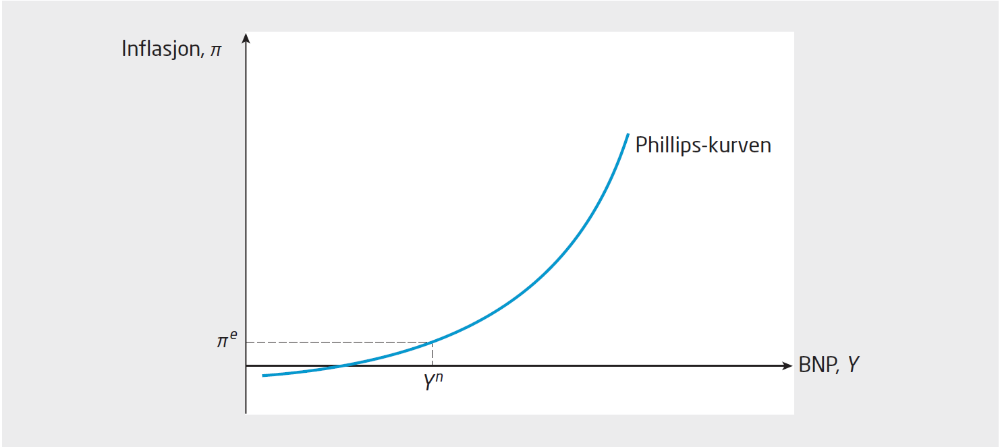 Inflasjon, π
Phillips-kurven
π^e
BNP, Y
Y^n